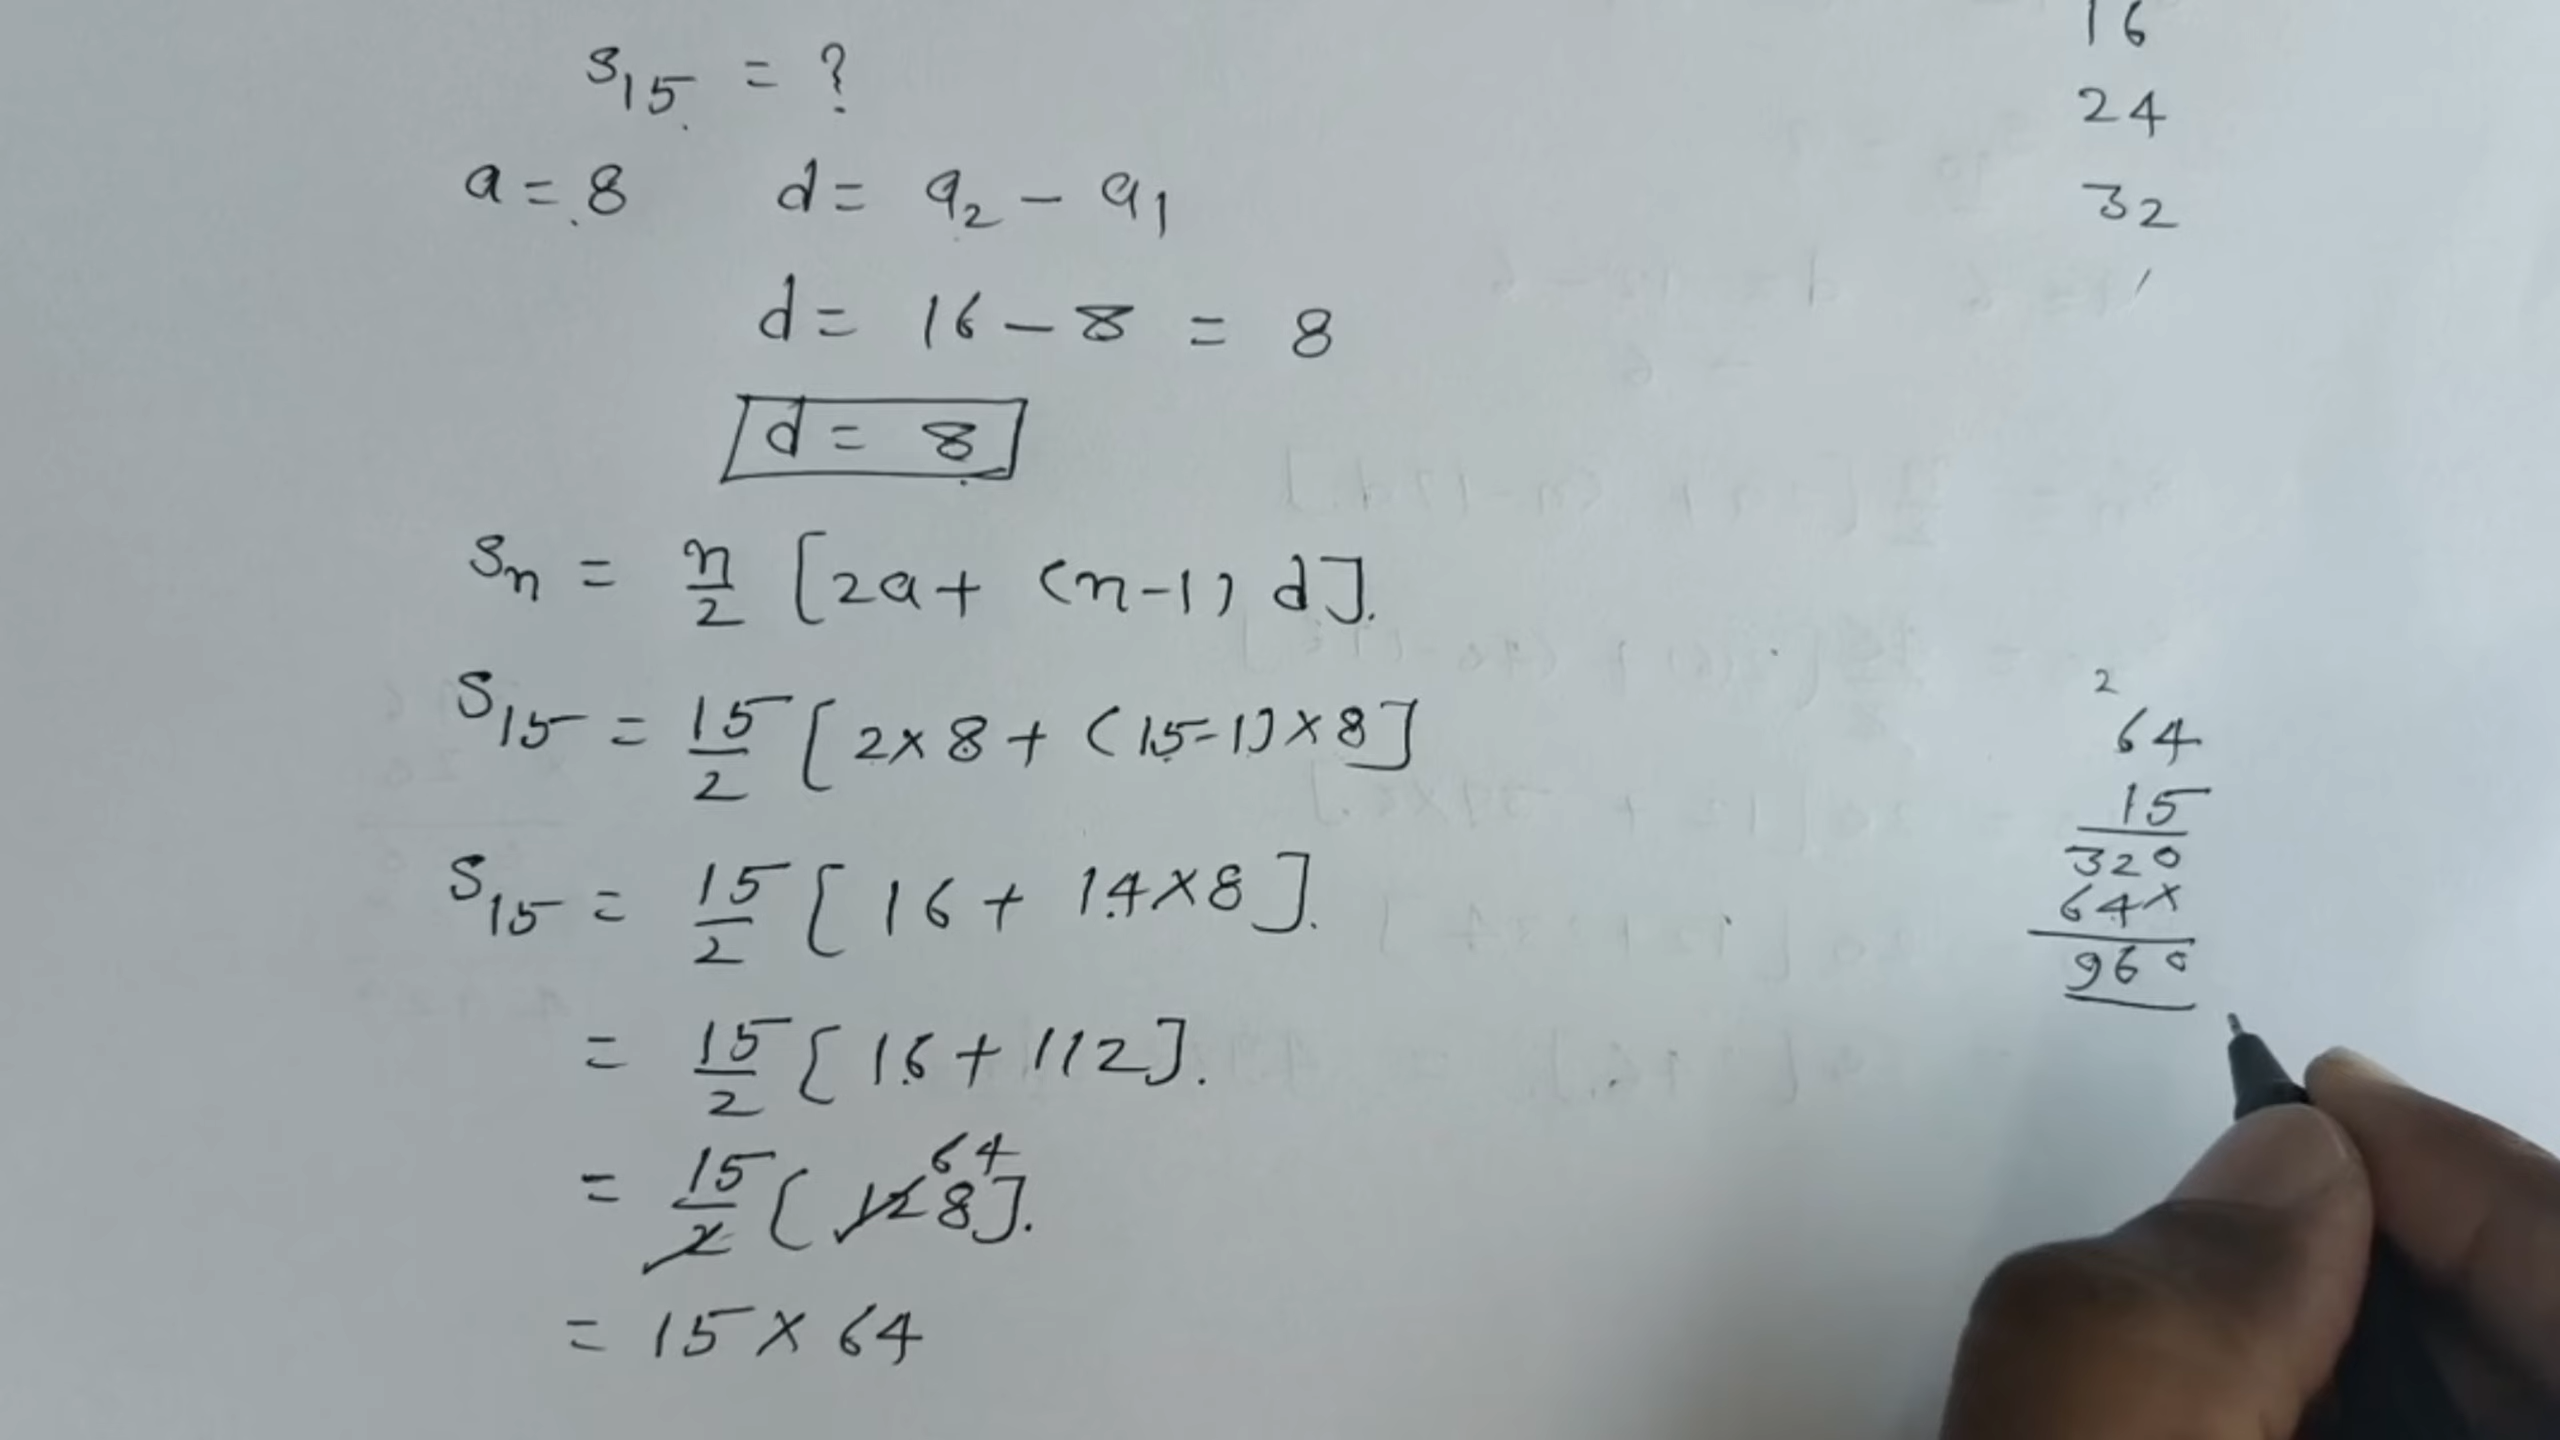 S15 = ?
a = 8 d = a2 - a1
d = 16 - 8 = 8
d = 8
Sn = n/2 [2a + (n-1) d].
S15 = 15/2 [2×8 + (15-1)×8]
S15 = 15/2 [16 + 14×8].
= 15/2 [16 + 112].
= 15/2 [128]. 64
= 15 × 64
16
24
32
2
64
15
320
64×
960